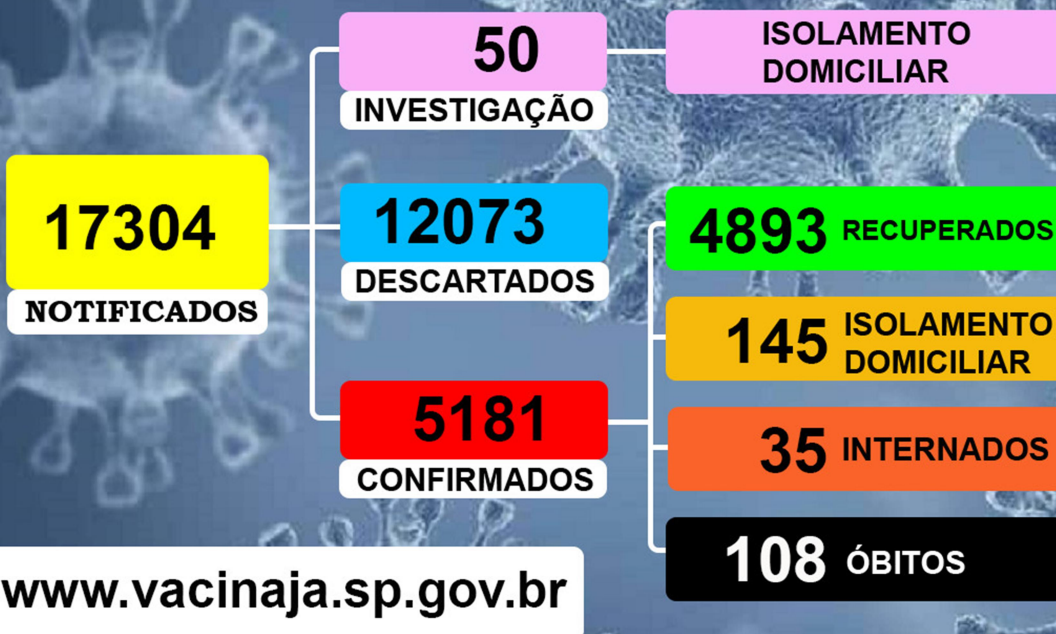 50
INVESTIGAÇÃO
ISOLAMENTO
DOMICILIAR
17304
NOTIFICADOS
12073
DESCARTADOS
5181
CONFIRMADOS
4893 RECUPERADOS
145 ISOLAMENTO
DOMICILIAR
35 INTERNADOS
108 ÓBITOS
www.vacinaja.sp.gov.br